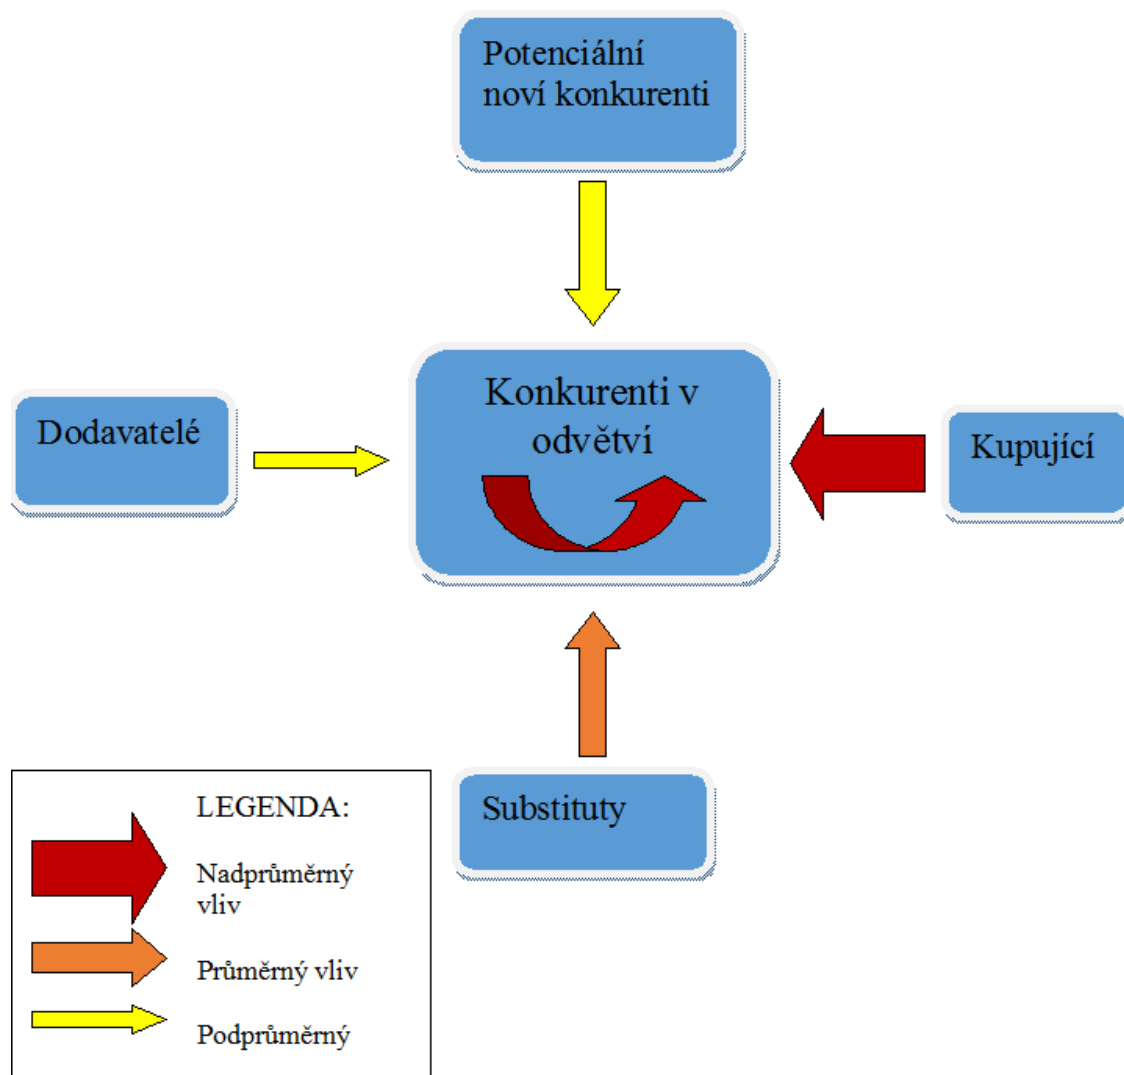 Potenciální
noví konkurenti
Konkurenti v
odvětví
Dodavatelé
Kupující
Substituty
LEGENDA:
Nadprůměrný
vliv
Průměrný vliv
Podprůměrný